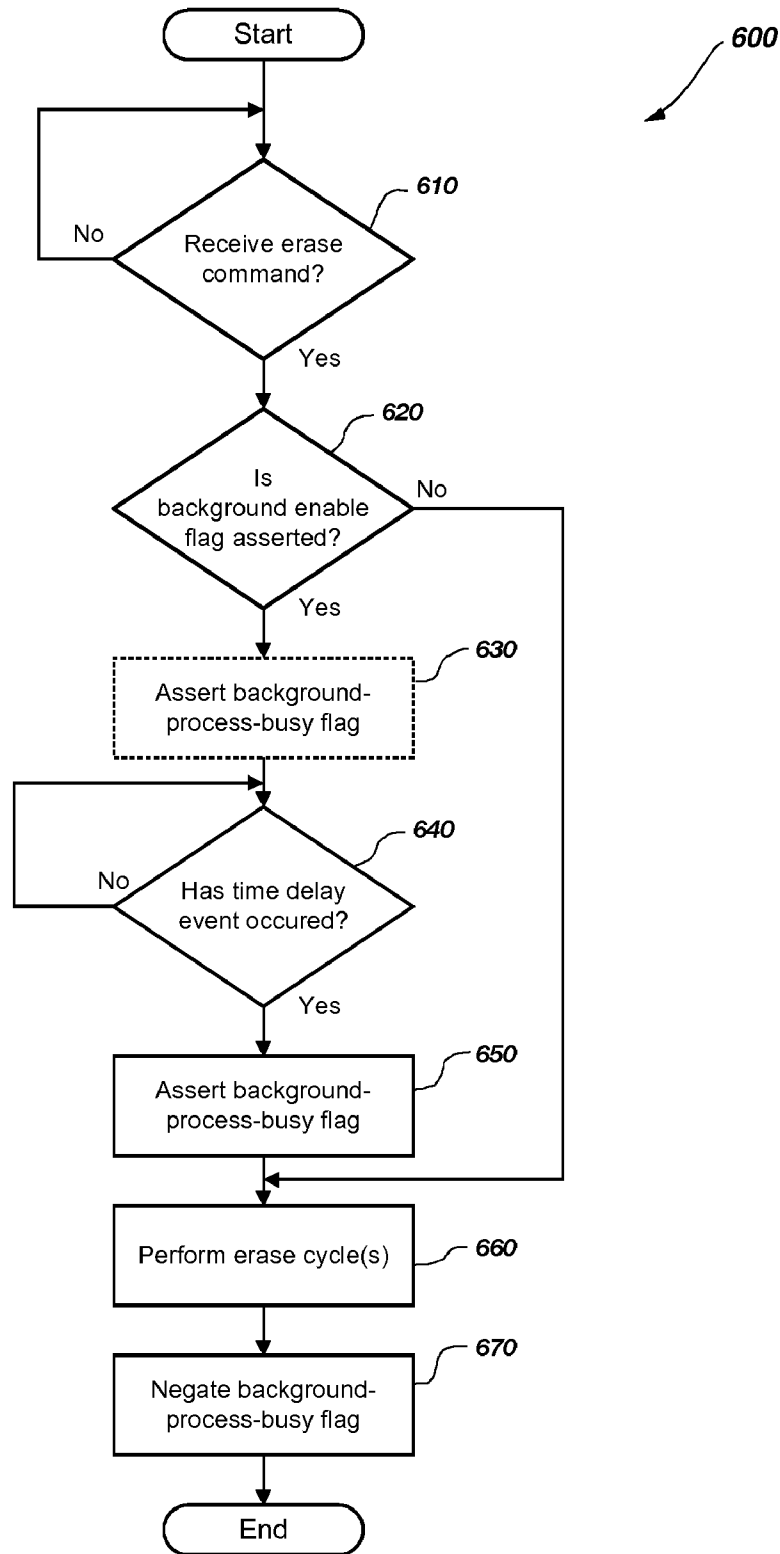 Start
600
610
No
Receive erase
command?
Yes
620
Is
background enable
flag asserted?
No
Yes
630
Assert background-
process-busy flag
640
No
Has time delay
event occured?
Yes
650
Assert background-
process-busy flag
Perform erase cycle(s)
660
670
Negate background-
process-busy flag
End